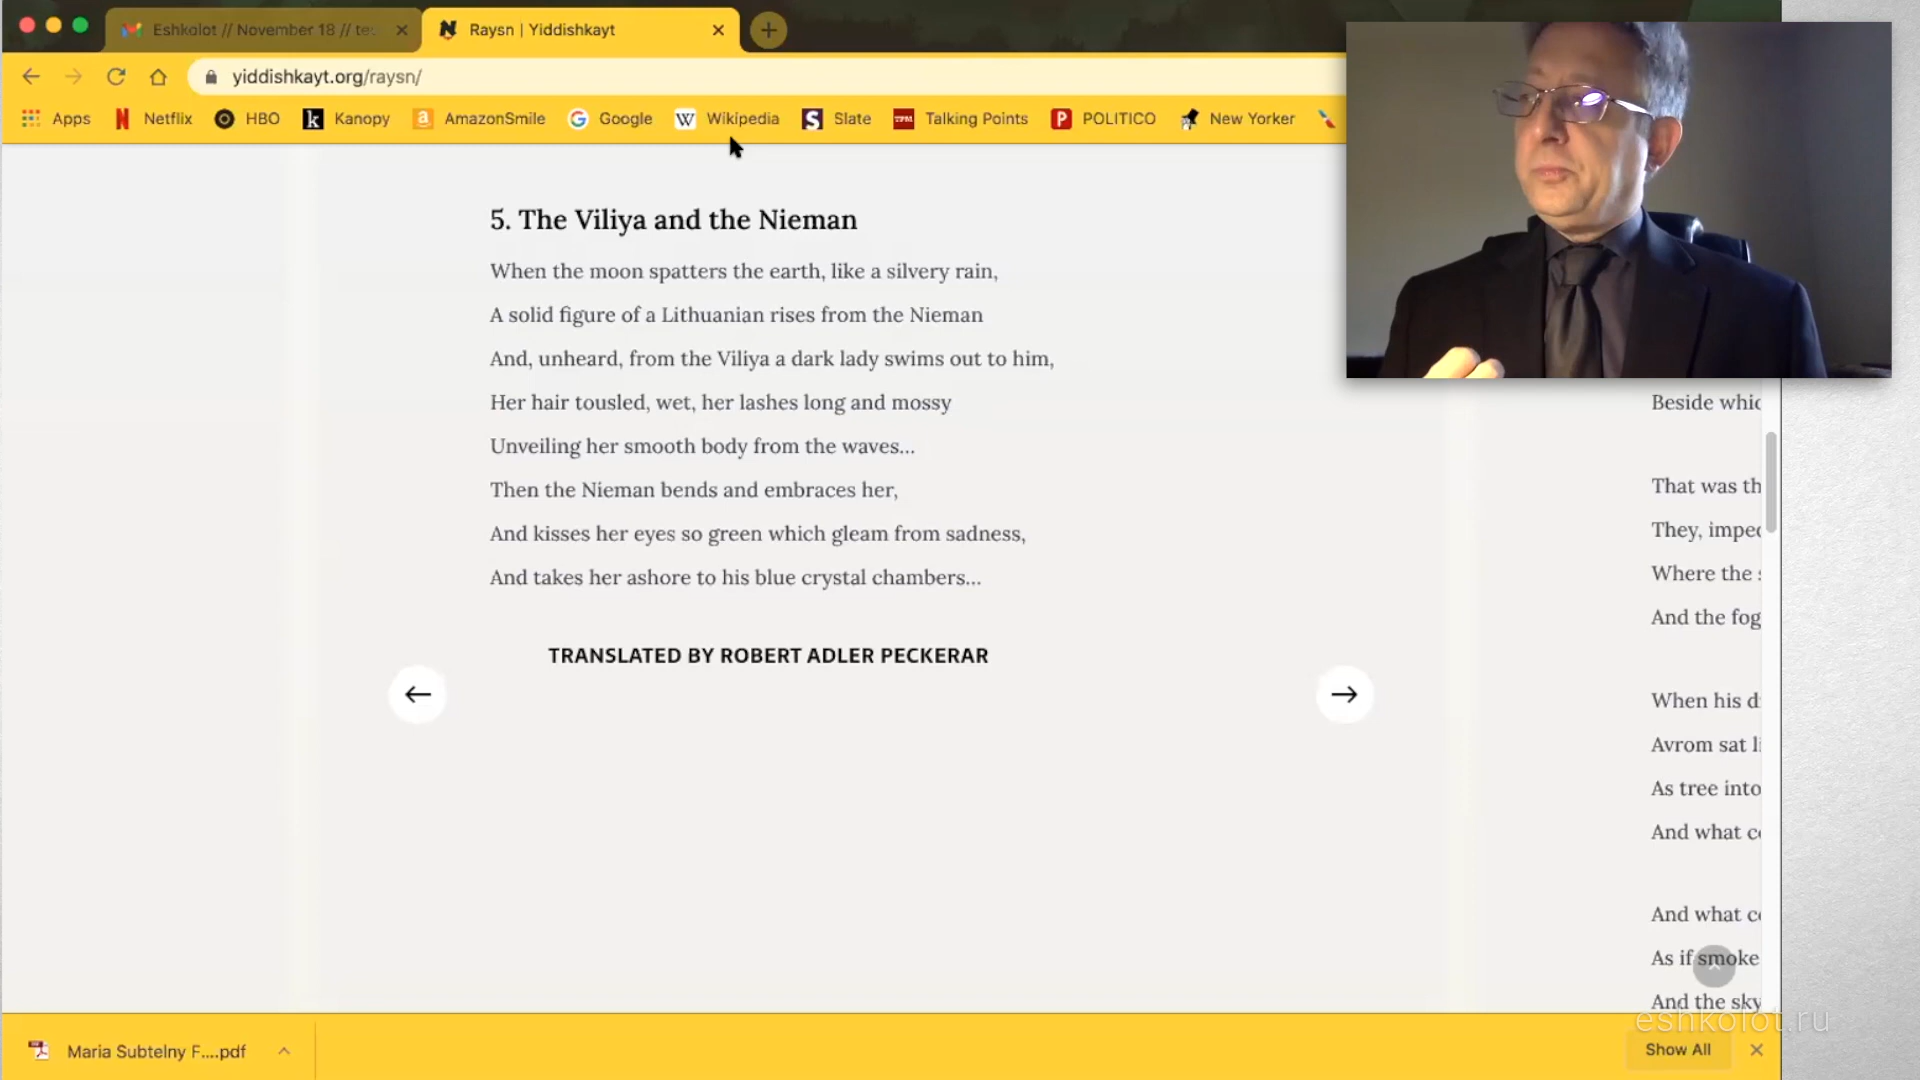 Eshkolot // November 18 // te
Raysn | Yiddishkayt
yiddishkayt.org/raysn/
Apps Netflix HBO Kanopy AmazonSmile Google Wikipedia Slate Talking Points POLITICO New Yorker
5. The Viliya and the Nieman
When the moon spatters the earth, like a silvery rain,
A solid figure of a Lithuanian rises from the Nieman
And, unheard, from the Viliya a dark lady swims out to him,
Her hair tousled, wet, her lashes long and mossy
Unveiling her smooth body from the waves...
Then the Nieman bends and embraces her,
And kisses her eyes so green which gleam from sadness,
And takes her ashore to his blue crystal chambers...
TRANSLATED BY ROBERT ADLER PECKERAR
Beside whic
That was th
They, impec
Where the
And the fog
When his d
Avrom sat li
As tree into
And what c
And what c
As if smoke
And the sky
eshkolot.ru
Maria Subtelny F....pdf
Show All